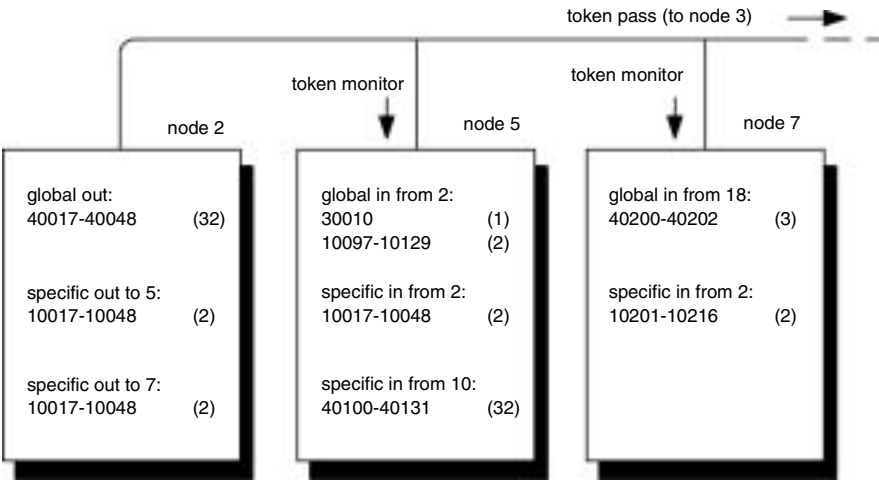 token pass (to node 3)
token monitor
token monitor
node 2
node 5
node 7
global out:
40017-40048 (32)
specific out to 5:
10017-10048 (2)
specific out to 7:
10017-10048 (2)
global in from 2:
30010 (1)
10097-10129 (2)
specific in from 2:
10017-10048 (2)
specific in from 10:
40100-40131 (32)
global in from 18:
40200-40202 (3)
specific in from 2:
10201-10216 (2)